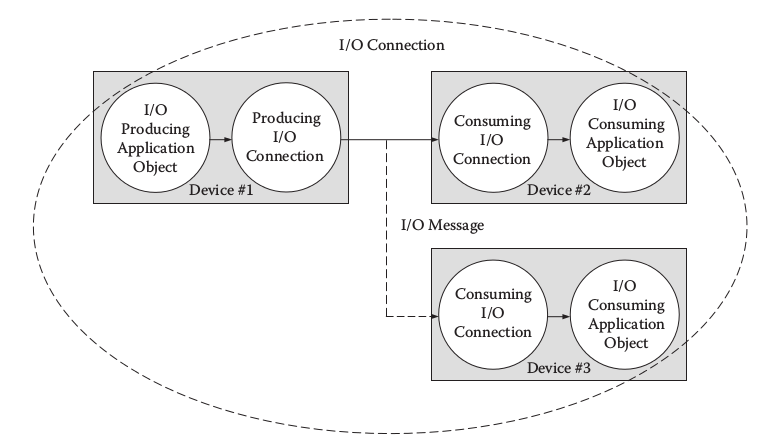 I/O Connection
I/O
Producing
Application
Object
Producing
I/O
Connection
Device #1
Consuming
I/O
Connection
I/O
Consuming
Application
Object
Device #2
I/O Message
Consuming
I/O
Connection
I/O
Consuming
Application
Object
Device #3